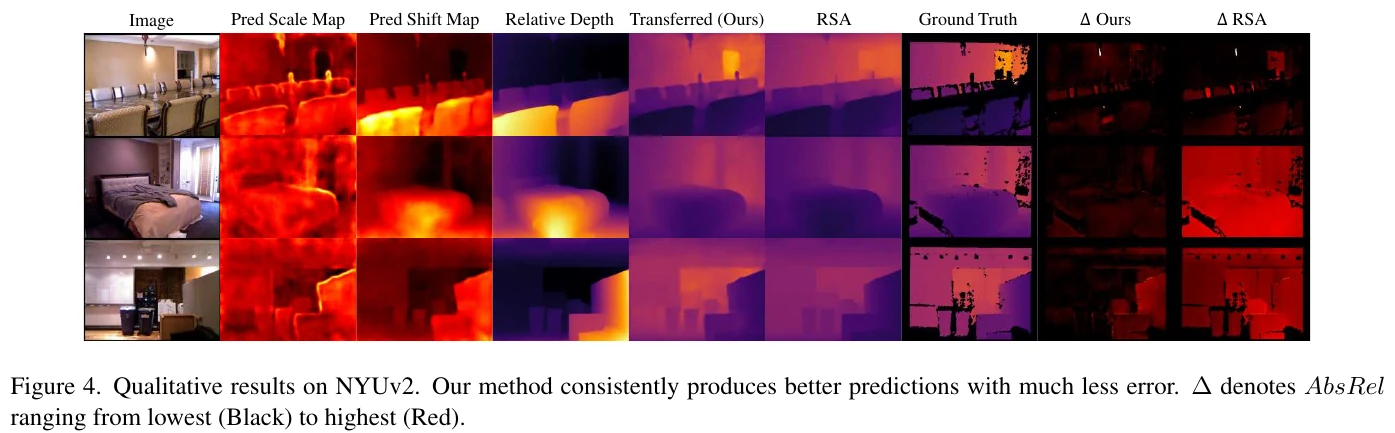 Image Pred Scale Map Pred Shift Map Relative Depth Transferred (Ours) RSA Ground Truth Δ Ours Δ RSA
Figure 4. Qualitative results on NYUv2. Our method consistently produces better predictions with much less error. Δ denotes AbsRel
ranging from lowest (Black) to highest (Red).